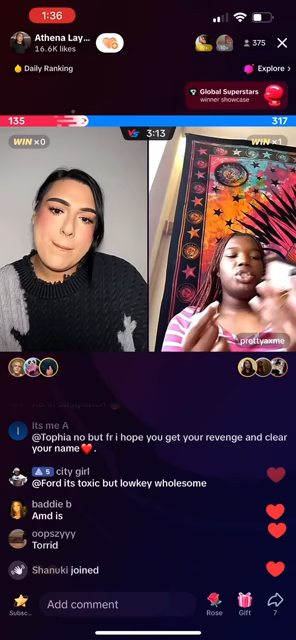 1:36
Athena Lay...
16.6K likes
375
Daily Ranking
Explore >
Global Superstars
winner showcase
135
317
WIN ×0
VS 3:13
WIN ×1
prettyaxme
Its me A
@Tophia no but fr i hope you get your revenge and clear
your name❤️.
5 city girl
@Ford its toxic but lowkey wholesome
baddie b
Amd is
oopszyyy
Torrid
Shanuki joined
Subsc...
Add comment
Rose
Gift
7